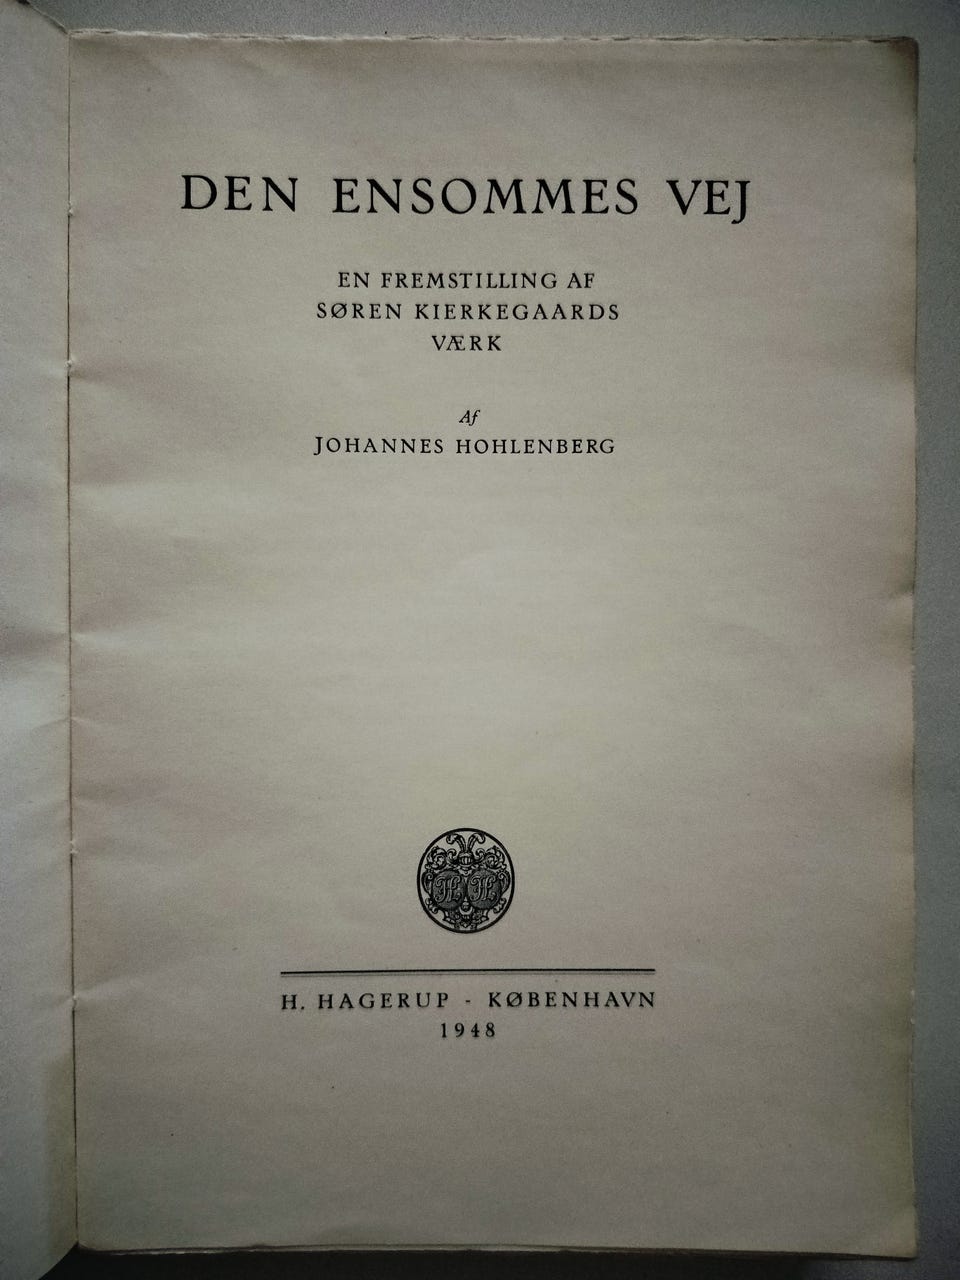 DEN ENSOMMES VEJ
EN FREMSTILLING AF
SØREN KIERKEGAARDS
VÆRK
Af
JOHANNES HOHLENBERG
H H
H. HAGERUP - KØBENHAVN
1948